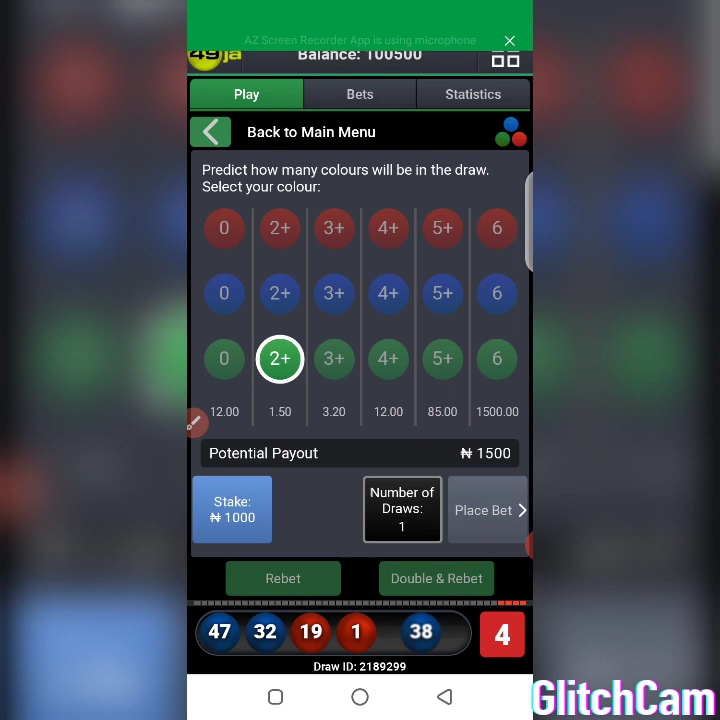 AZ Screen Recorder App is using microphone
49ja
Balance: 100500
Play Bets Statistics
Back to Main Menu
Predict how many colours will be in the draw.
Select your colour:
0 2+ 3+ 4+ 5+ 6
0 2+ 3+ 4+ 5+ 6
0 2+ 3+ 4+ 5+ 6
12.00 1.50 3.20 12.00 85.00 1500.00
Potential Payout ₦ 1500
Stake:
₦ 1000
Number of
Draws:
1
Place Bet
Rebet Double & Rebet
47 32 19 1 38 4
Draw ID: 2189299
GlitchCam